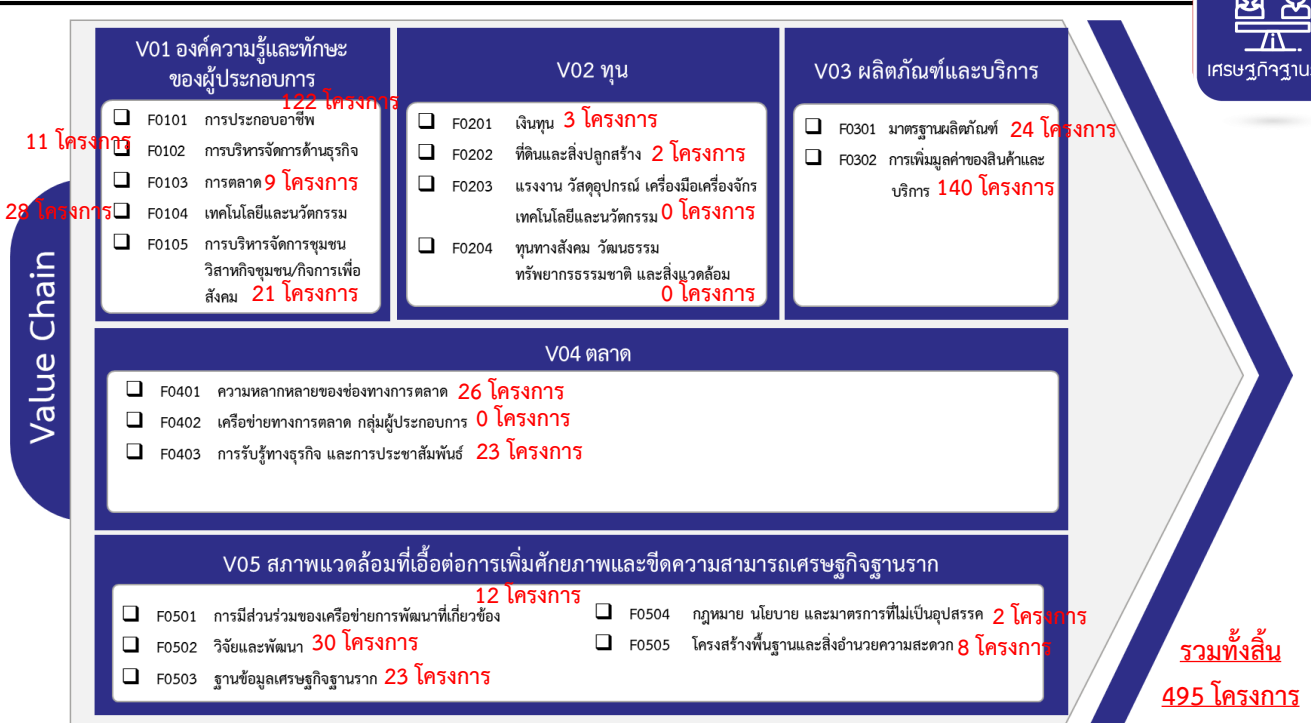 เศรษฐกิจฐาน
Value Chain
V01 องค์ความรู้และทักษะ
ของผู้ประกอบการ
122 โครงการ
F0101 การประกอบอาชีพ
11 โครงการ
F0102 การบริหารจัดการด้านธุรกิจ
F0103 การตลาด 9 โครงการ
28 โครงการ
F0104 เทคโนโลยีและนวัตกรรม
F0105 การบริหารจัดการชุมชน
วิสาหกิจชุมชน/กิจการเพื่อ
สังคม 21 โครงการ
V02 ทุน
F0201 เงินทุน 3 โครงการ
F0202 ที่ดินและสิ่งปลูกสร้าง 2 โครงการ
F0203 แรงงาน วัสดุอุปกรณ์ เครื่องมือเครื่องจักร
เทคโนโลยีและนวัตกรรม 0 โครงการ
F0204 ทุนทางสังคม วัฒนธรรม
ทรัพยากรธรรมชาติ และสิ่งแวดล้อม
0 โครงการ
V03 ผลิตภัณฑ์และบริการ
F0301 มาตรฐานผลิตภัณฑ์ 24 โครงการ
F0302 การเพิ่มมูลค่าของสินค้าและ
บริการ 140 โครงการ
V04 ตลาด
F0401 ความหลากหลายของช่องทางการตลาด 26 โครงการ
F0402 เครือข่ายทางการตลาด กลุ่มผู้ประกอบการ 0 โครงการ
F0403 การรับรู้ทางธุรกิจ และการประชาสัมพันธ์ 23 โครงการ
V05 สภาพแวดล้อมที่เอื้อต่อการเพิ่มศักยภาพและขีดความสามารถเศรษฐกิจฐานราก
12 โครงการ
F0501 การมีส่วนร่วมของเครือข่ายการพัฒนาที่เกี่ยวข้อง
F0502 วิจัยและพัฒนา 30 โครงการ
F0503 ฐานข้อมูลเศรษฐกิจฐานราก 23 โครงการ
F0504 กฎหมาย นโยบาย และมาตรการที่ไม่เป็นอุปสรรค 2 โครงการ
F0505 โครงสร้างพื้นฐานและสิ่งอำนวยความสะดวก 8 โครงการ
รวมทั้งสิ้น
495 โครงการ